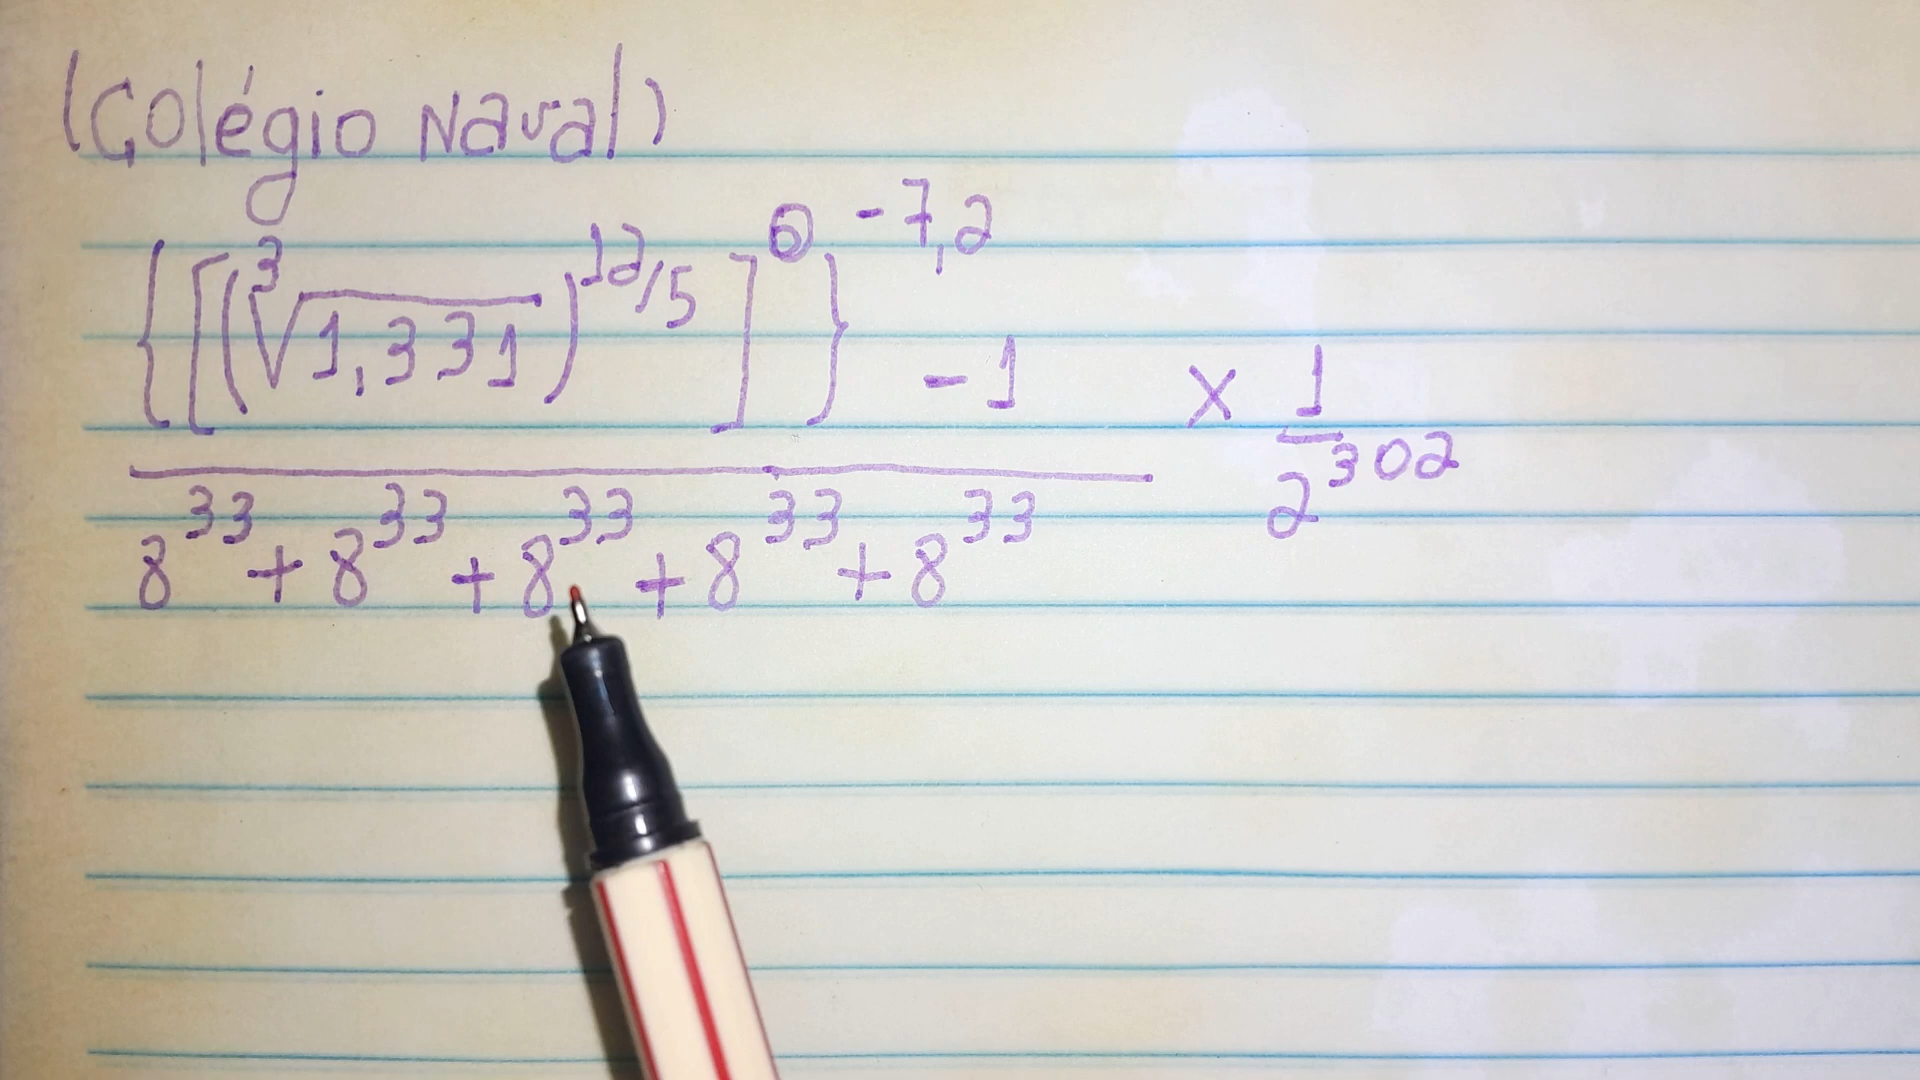 (Colégio Naval)
{[(∛1,331)^12/5]^0}^-7,2 - 1 × 1/2^302
8^33 + 8^33 + 8^33 + 8^33 + 8^33